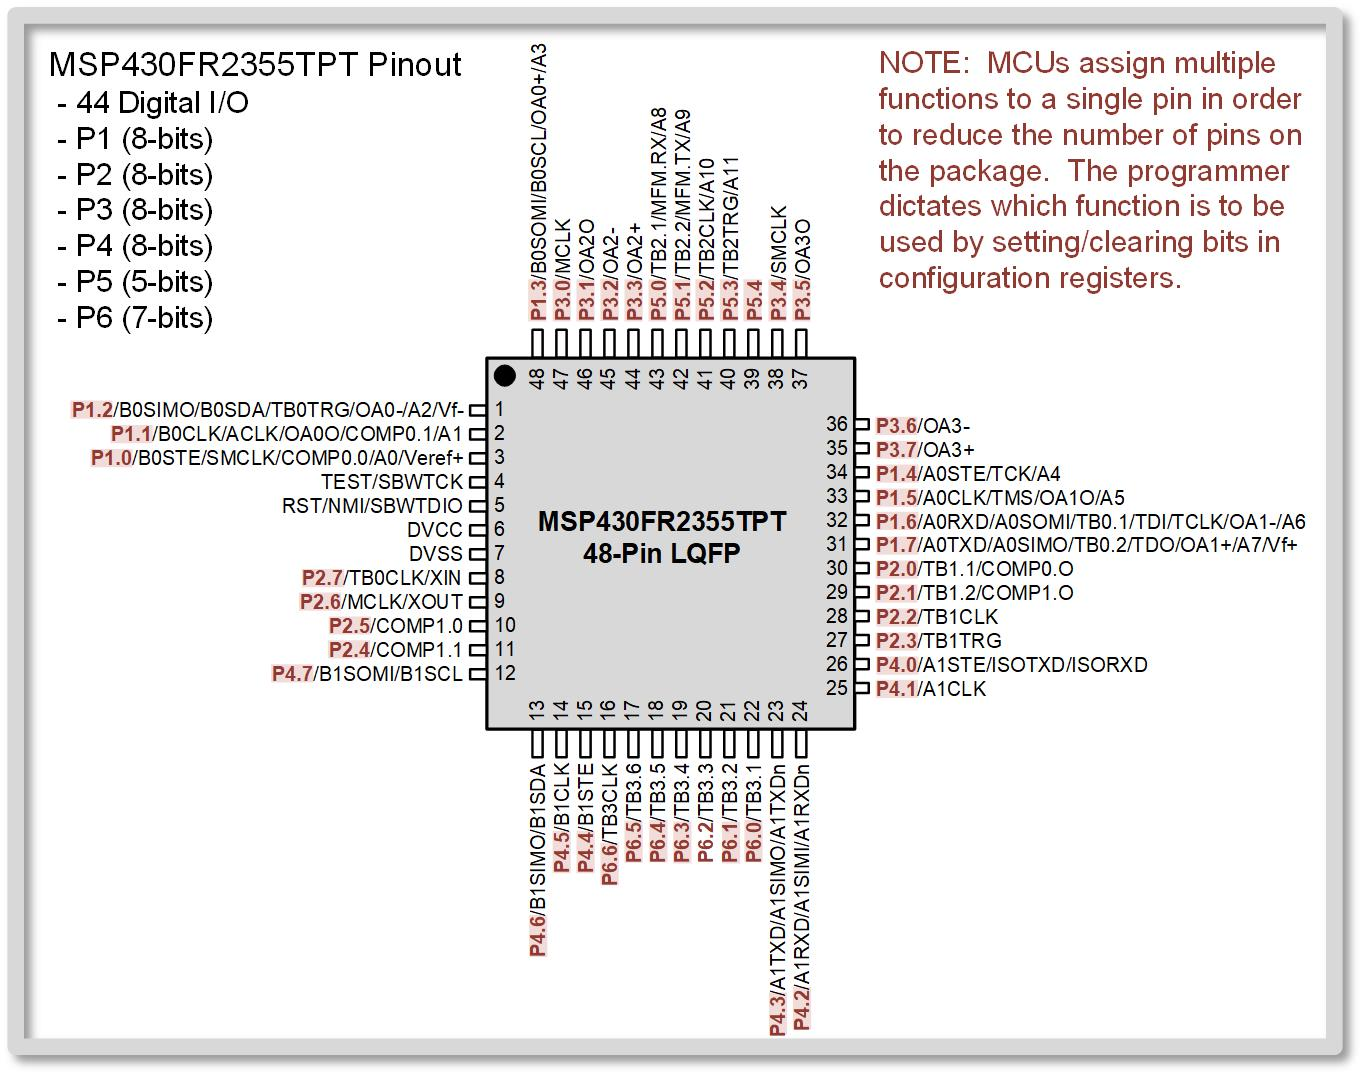 MSP430FR2355TPT Pinout
- 44 Digital I/O
- P1 (8-bits)
- P2 (8-bits)
- P3 (8-bits)
- P4 (8-bits)
- P5 (5-bits)
- P6 (7-bits)
NOTE: MCUs assign multiple
functions to a single pin in order
to reduce the number of pins on
the package. The programmer
dictates which function is to be
used by setting/clearing bits in
configuration registers.
P1.3/B0SOMI/B0SCL/OA0+/A3
P3.0/MCLK
P3.1/OA2O
P3.2/OA2-
P3.3/OA2+
P5.0/TB2.1/MFM.RX/A8
P5.1/TB2.2/MFM.TX/A9
P5.2/TB2CLK/A10
P5.3/TB2TRG/A11
P5.4
P3.4/SMCLK
P3.5/OA3O
48 47 46 45 44 43 42 41 40 39 38 37
P1.2/B0SIMO/B0SDA/TB0TRG/OA0-/A2/Vf- 1
P1.1/B0CLK/ACLK/OA0O/COMP0.1/A1 2
P1.0/B0STE/SMCLK/COMP0.0/A0/Veref+ 3
TEST/SBWTCK 4
RST/NMI/SBWTDIO 5
DVCC 6
DVSS 7
P2.7/TB0CLK/XIN 8
P2.6/MCLK/XOUT 9
P2.5/COMP1.0 10
P2.4/COMP1.1 11
P4.7/B1SOMI/B1SCL 12
MSP430FR2355TPT
48-Pin LQFP
36 P3.6/OA3-
35 P3.7/OA3+
34 P1.4/A0STE/TCK/A4
33 P1.5/A0CLK/TMS/OA1O/A5
32 P1.6/A0RXD/A0SOMI/TB0.1/TDI/TCLK/OA1-/A6
31 P1.7/A0TXD/A0SIMO/TB0.2/TDO/OA1+/A7/Vf+
30 P2.0/TB1.1/COMP0.O
29 P2.1/TB1.2/COMP1.O
28 P2.2/TB1CLK
27 P2.3/TB1TRG
26 P4.0/A1STE/ISOTXD/ISORXD
25 P4.1/A1CLK
13 14 15 16 17 18 19 20 21 22 23 24
P4.6/B1SIMO/B1SDA
P4.5/B1CLK
P4.4/B1STE
P6.6/TB3CLK
P6.5/TB3.6
P6.4/TB3.5
P6.3/TB3.4
P6.2/TB3.3
P6.1/TB3.2
P6.0/TB3.1
P4.3/A1TXD/A1SIMO/A1TXDn
P4.2/A1RXD/A1SIMI/A1RXDn